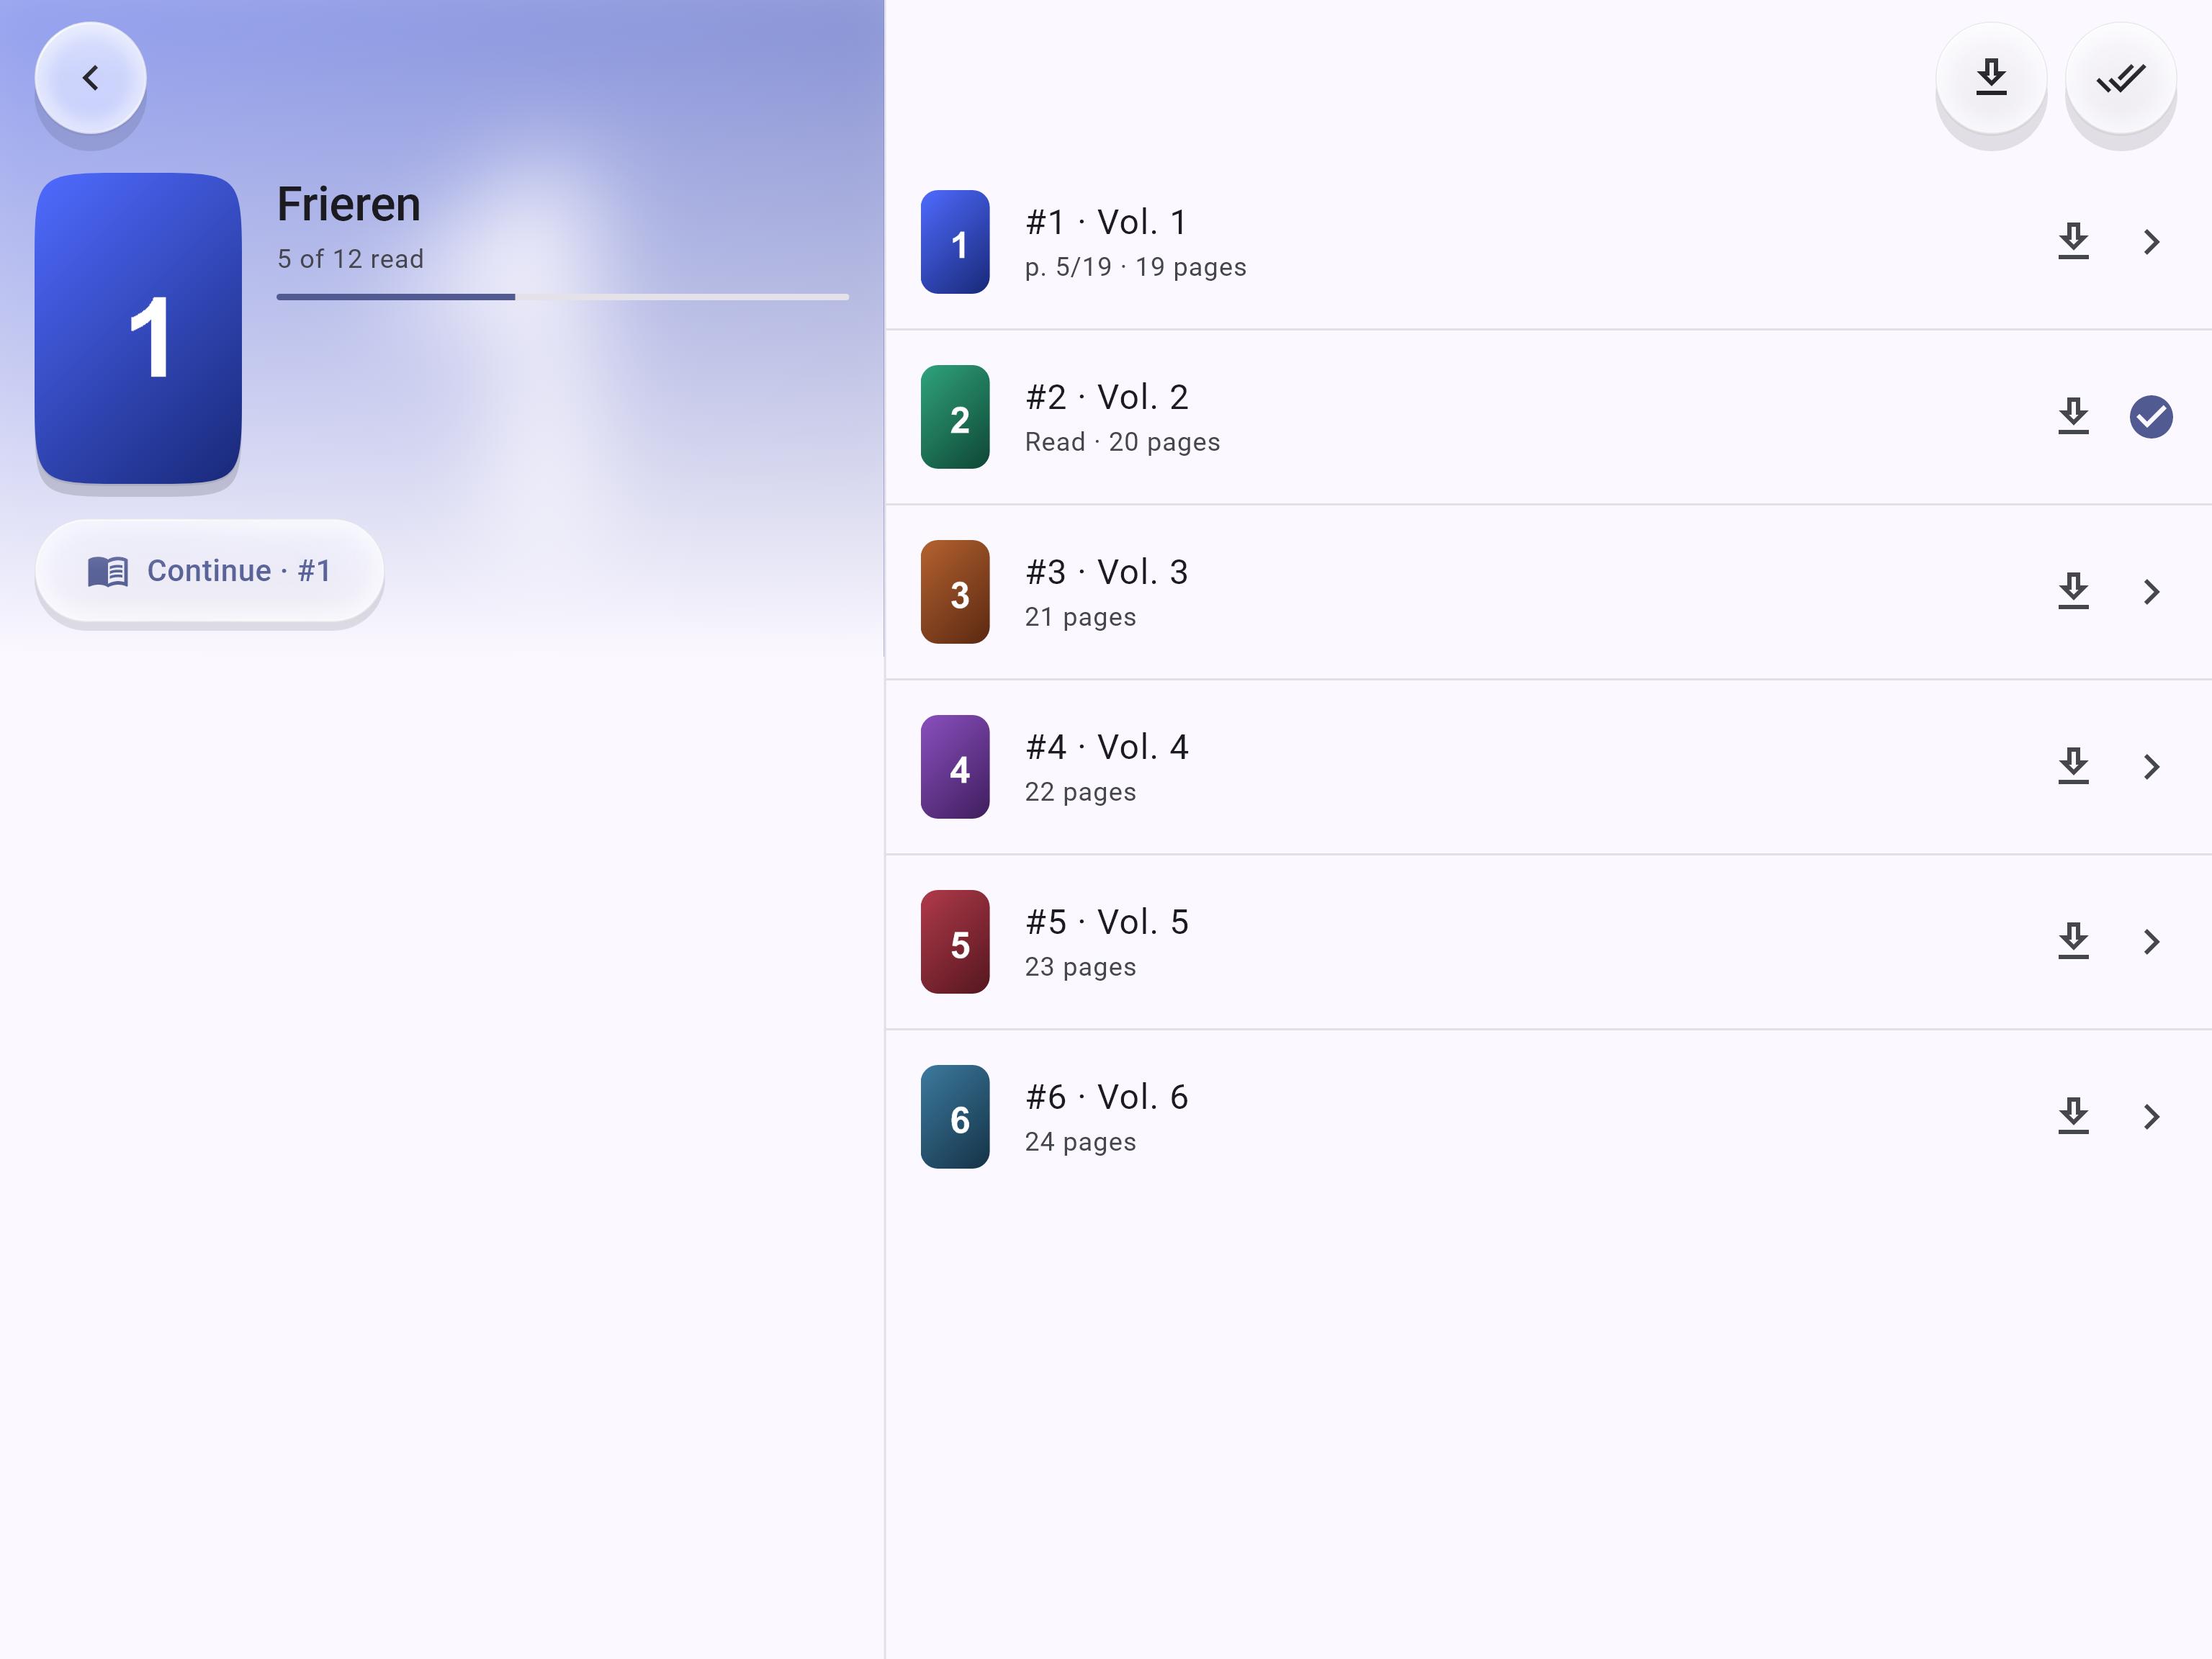 1
Frieren
5 of 12 read
Continue · #1
1
#1 · Vol. 1
p. 5/19 · 19 pages
2
#2 · Vol. 2
Read · 20 pages
3
#3 · Vol. 3
21 pages
4
#4 · Vol. 4
22 pages
5
#5 · Vol. 5
23 pages
6
#6 · Vol. 6
24 pages